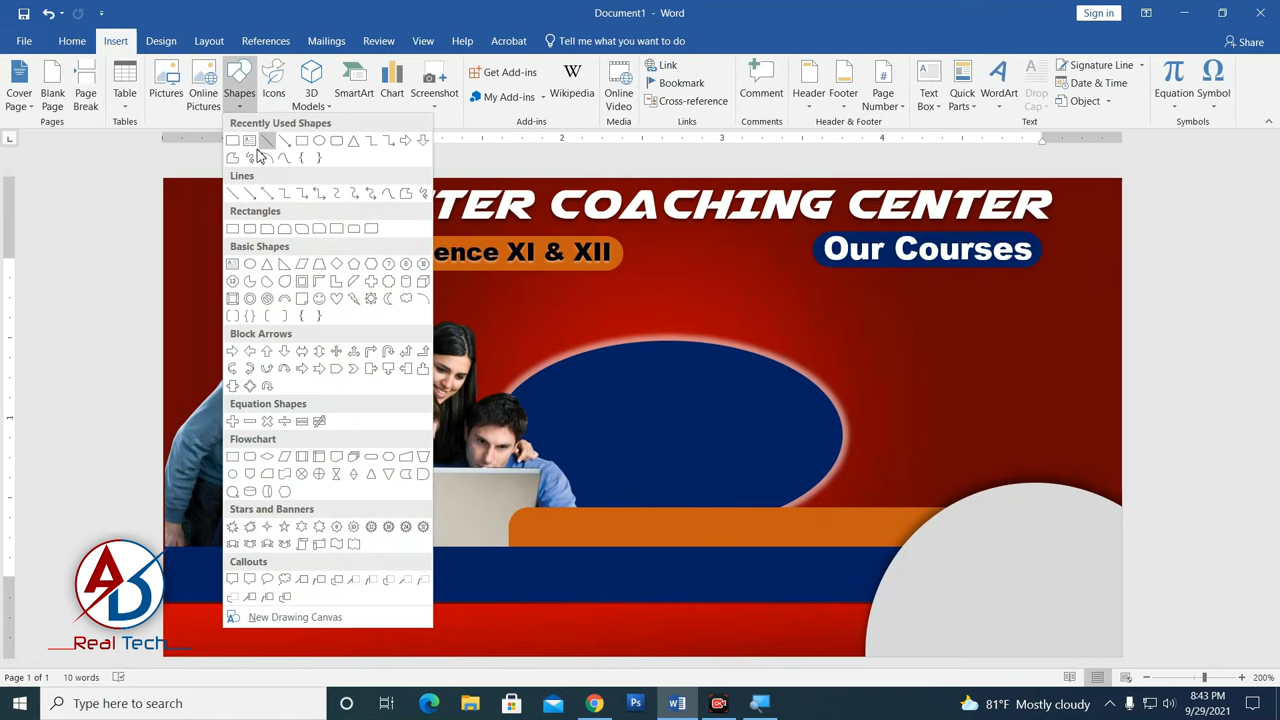 Document1 - Word
Sign in
File Home Insert Design Layout References Mailings Review View Help Acrobat Tell me what you want to do
Share
Cover Page Blank Page Page Break Table Pictures Online Pictures Shapes Icons 3D Models SmartArt Chart Screenshot Get Add-ins My Add-ins Wikipedia Online Video Link Bookmark Cross-reference Comment Header Footer Page Number Text Box Quick Parts WordArt Drop Cap Signature Line Date & Time Object Equation Symbol
Tables Add-ins Links Comments Header & Footer Text Symbols
Recently Used Shapes
Lines
Rectangles
Basic Shapes
Block Arrows
Equation Shapes
Flowchart
Stars and Banners
Callouts
New Drawing Canvas
2 3 4
TER COACHING CENTER
ence XI & XII
Our Courses
1
AD
Real Tech
Page 1 of 1 10 words
200%
Type here to search
81°F Mostly cloudy
8:43 PM
9/29/2021